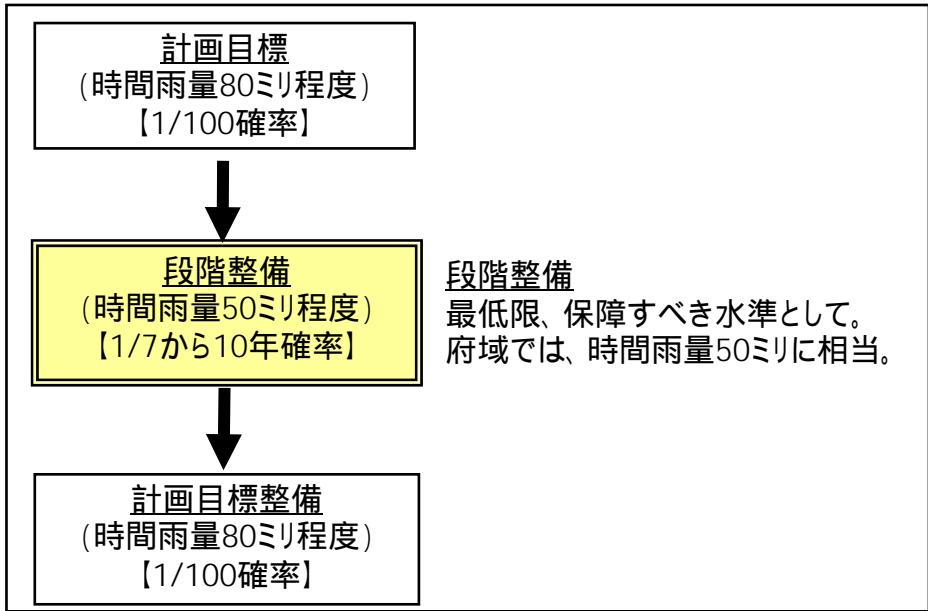 計画目標
(時間雨量80ミリ程度)
【1/100確率】
段階整備
(時間雨量50ミリ程度)
【1/7から10年確率】
段階整備
最低限、保障すべき水準として。
府域では、時間雨量50ミリに相当。
計画目標整備
(時間雨量80ミリ程度)
【1/100確率】